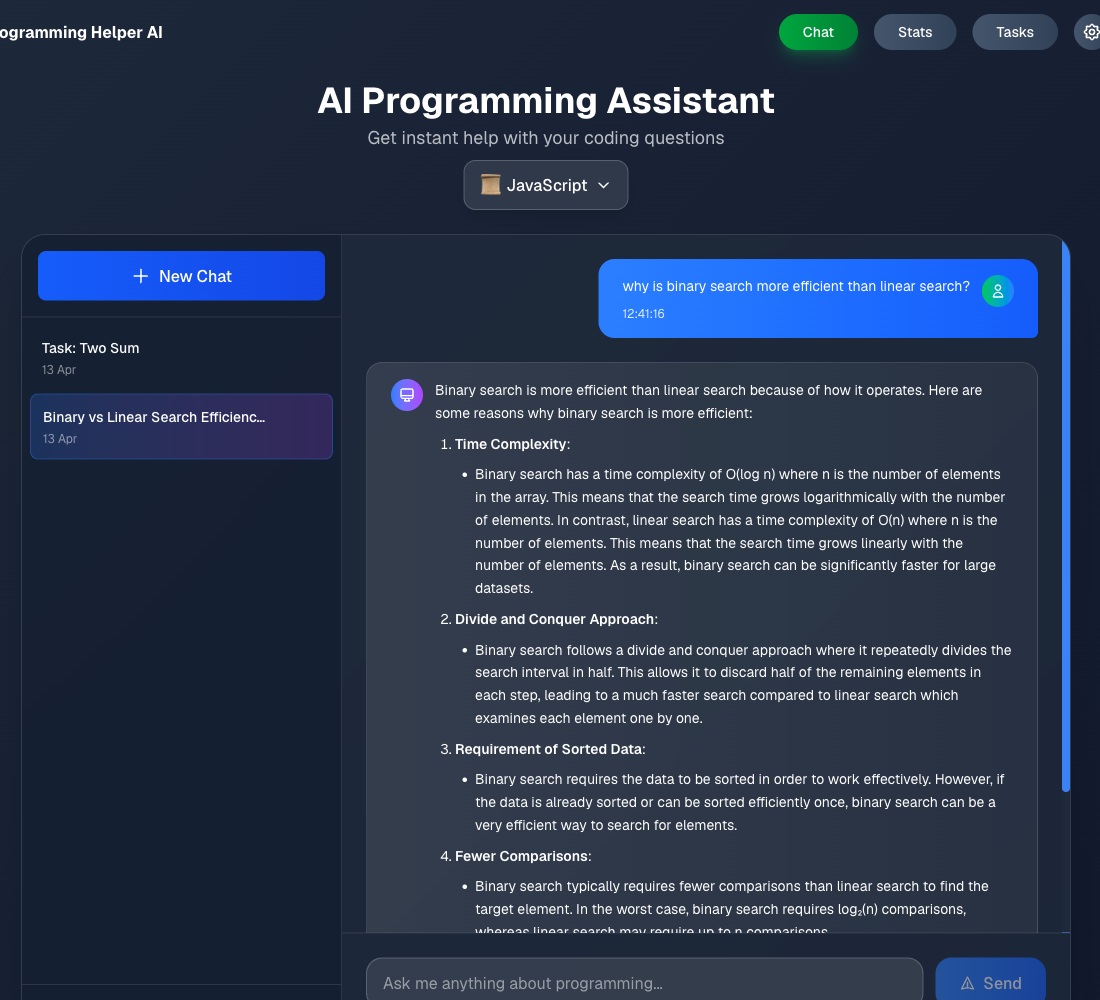 ogramming Helper AI
Chat
Stats
Tasks
AI Programming Assistant
Get instant help with your coding questions
JavaScript
New Chat
Task: Two Sum
13 Apr
Binary vs Linear Search Efficienc...
13 Apr
why is binary search more efficient than linear search?
12:41:16
Binary search is more efficient than linear search because of how it operates. Here are
some reasons why binary search is more efficient:
1. Time Complexity:
• Binary search has a time complexity of O(log n) where n is the number of elements
in the array. This means that the search time grows logarithmically with the number
of elements. In contrast, linear search has a time complexity of O(n) where n is the
number of elements. This means that the search time grows linearly with the
number of elements. As a result, binary search can be significantly faster for large
datasets.
2. Divide and Conquer Approach:
• Binary search follows a divide and conquer approach where it repeatedly divides the
search interval in half. This allows it to discard half of the remaining elements in
each step, leading to a much faster search compared to linear search which
examines each element one by one.
3. Requirement of Sorted Data:
• Binary search requires the data to be sorted in order to work effectively. However, if
the data is already sorted or can be sorted efficiently once, binary search can be a
very efficient way to search for elements.
4. Fewer Comparisons:
• Binary search typically requires fewer comparisons than linear search to find the
target element. In the worst case, binary search requires log₂(n) comparisons,
whereas linear search may require up to n comparisons.
Ask me anything about programming...
Send